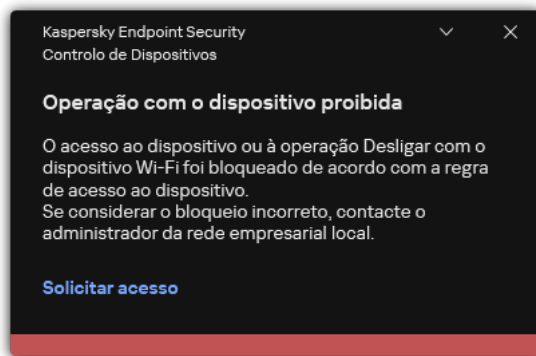 Kaspersky Endpoint Security
Controlo de Dispositivos
Operação com o dispositivo proibida
O acesso ao dispositivo ou à operação Desligar com o
dispositivo Wi-Fi foi bloqueado de acordo com a regra
de acesso ao dispositivo.
Se considerar o bloqueio incorreto, contacte o
administrador da rede empresarial local.
Solicitar acesso